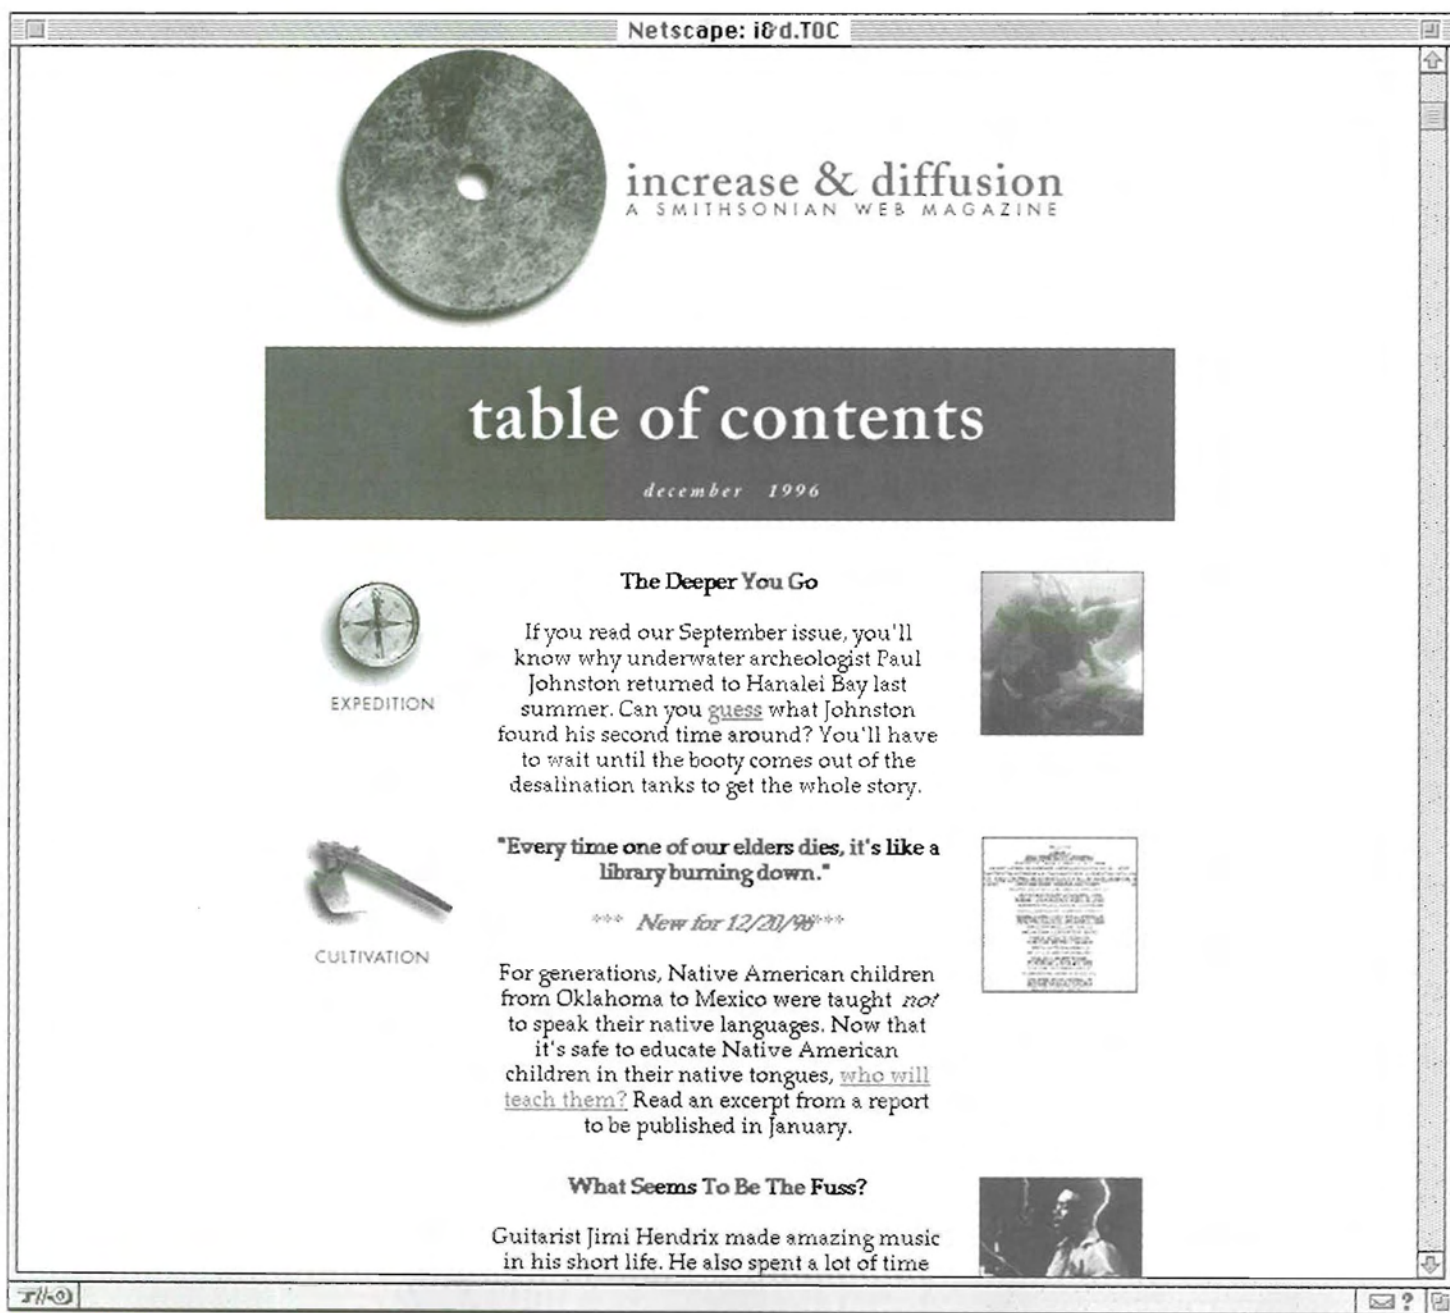 Netscape: i&d.TOC
increase & diffusion
A SMITHSONIAN WEB MAGAZINE
table of contents
december 1996
EXPEDITION
The Deeper You Go
If you read our September issue, you'll
know why underwater archeologist Paul
Johnston returned to Hanalei Bay last
summer. Can you guess what Johnston
found his second time around? You'll have
to wait until the booty comes out of the
desalination tanks to get the whole story.
CULTIVATION
"Every time one of our elders dies, it's like a
library burning down."
*** New for 12/20/96***
For generations, Native American children
from Oklahoma to Mexico were taught not
to speak their native languages. Now that
it's safe to educate Native American
children in their native tongues, who will
teach them? Read an excerpt from a report
to be published in January.
What Seems To Be The Fuss?
Guitarist Jimi Hendrix made amazing music
in his short life. He also spent a lot of time
?